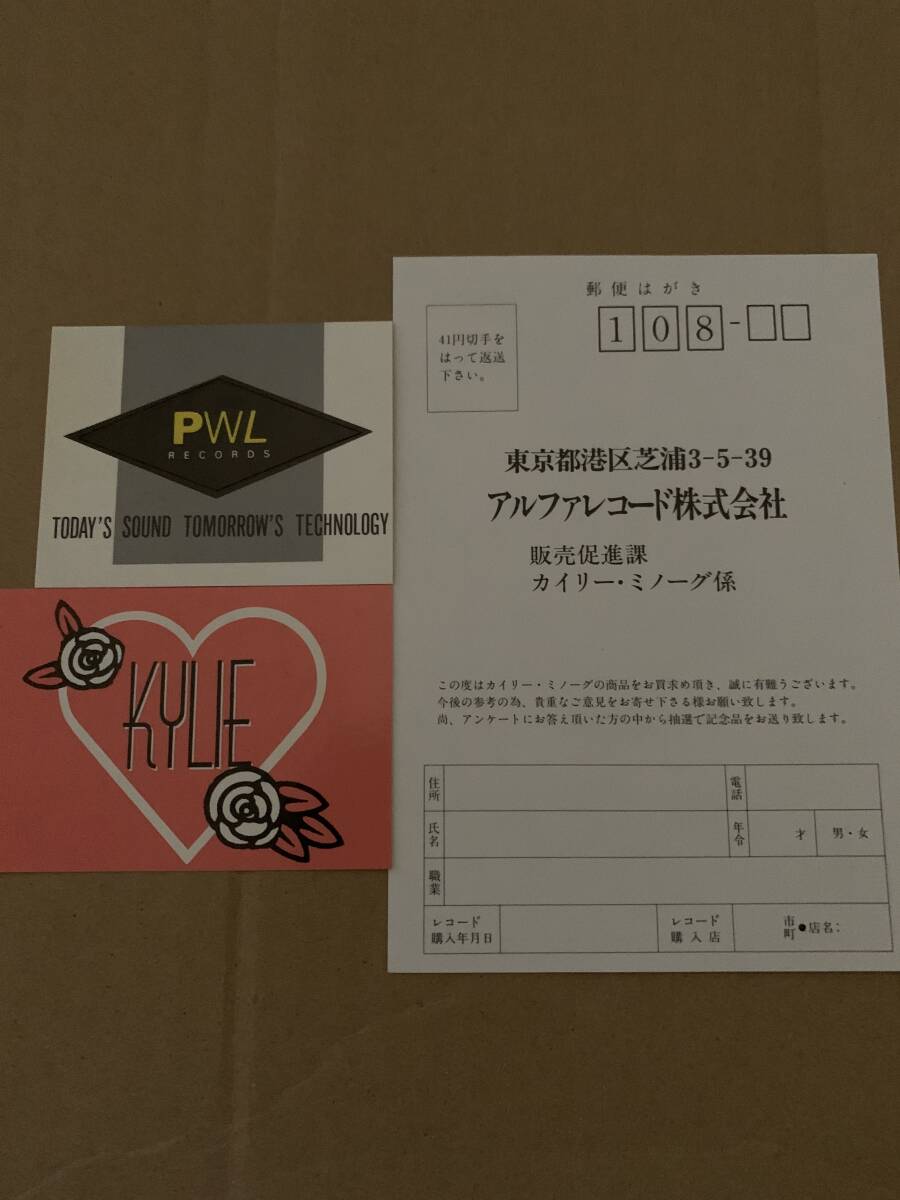 PWL
RECORDS
TODAY'S SOUND TOMORROW'S TECHNOLOGY
KYLIE
郵便はがき
41円切手を
はって返送
下さい。
108-
東京都港区芝浦3-5-39
アルファレコード株式会社
販売促進課
カイリー・ミノーグ係
この度はカイリー・ミノーグの商品をお買求め頂き、誠に有難うございます。
今後の参考の為、貴重なご意見をお寄せ下さる様お願い致します。
尚、アンケートにお答え頂いた方の中から抽選で記念品をお送り致します。
住所
電話
氏名
年令
才
男・女
職業
レコード
購入年月日
レコード
購入店
市
町
●店名: